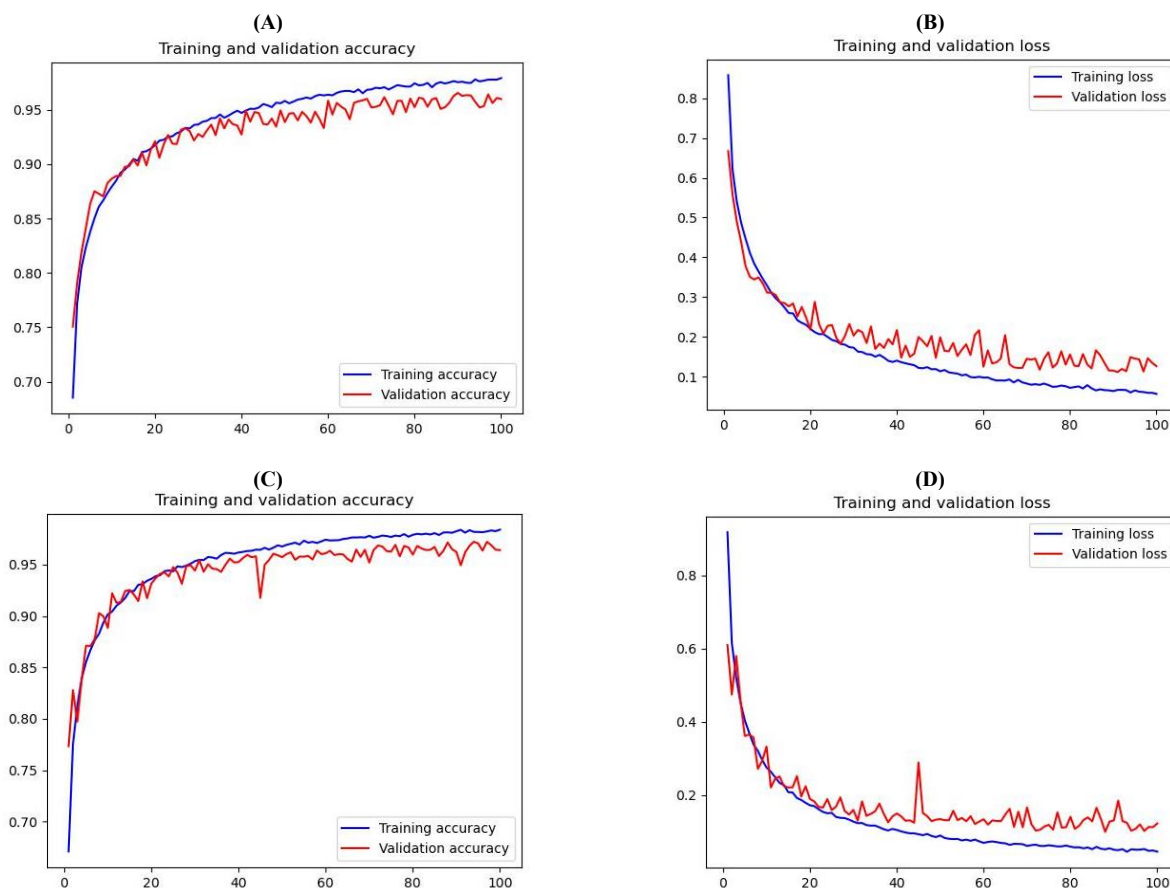 (A)
Training and validation accuracy
0.95
0.90
0.85
0.80
0.75
0.70
Training accuracy
Validation accuracy
0 20 40 60 80 100
(B)
Training and validation loss
0.8
0.7
0.6
0.5
0.4
0.3
0.2
0.1
Training loss
Validation loss
0 20 40 60 80 100
(C)
Training and validation accuracy
0.95
0.90
0.85
0.80
0.75
0.70
Training accuracy
Validation accuracy
0 20 40 60 80 100
(D)
Training and validation loss
0.8
0.6
0.4
0.2
Training loss
Validation loss
0 20 40 60 80 100